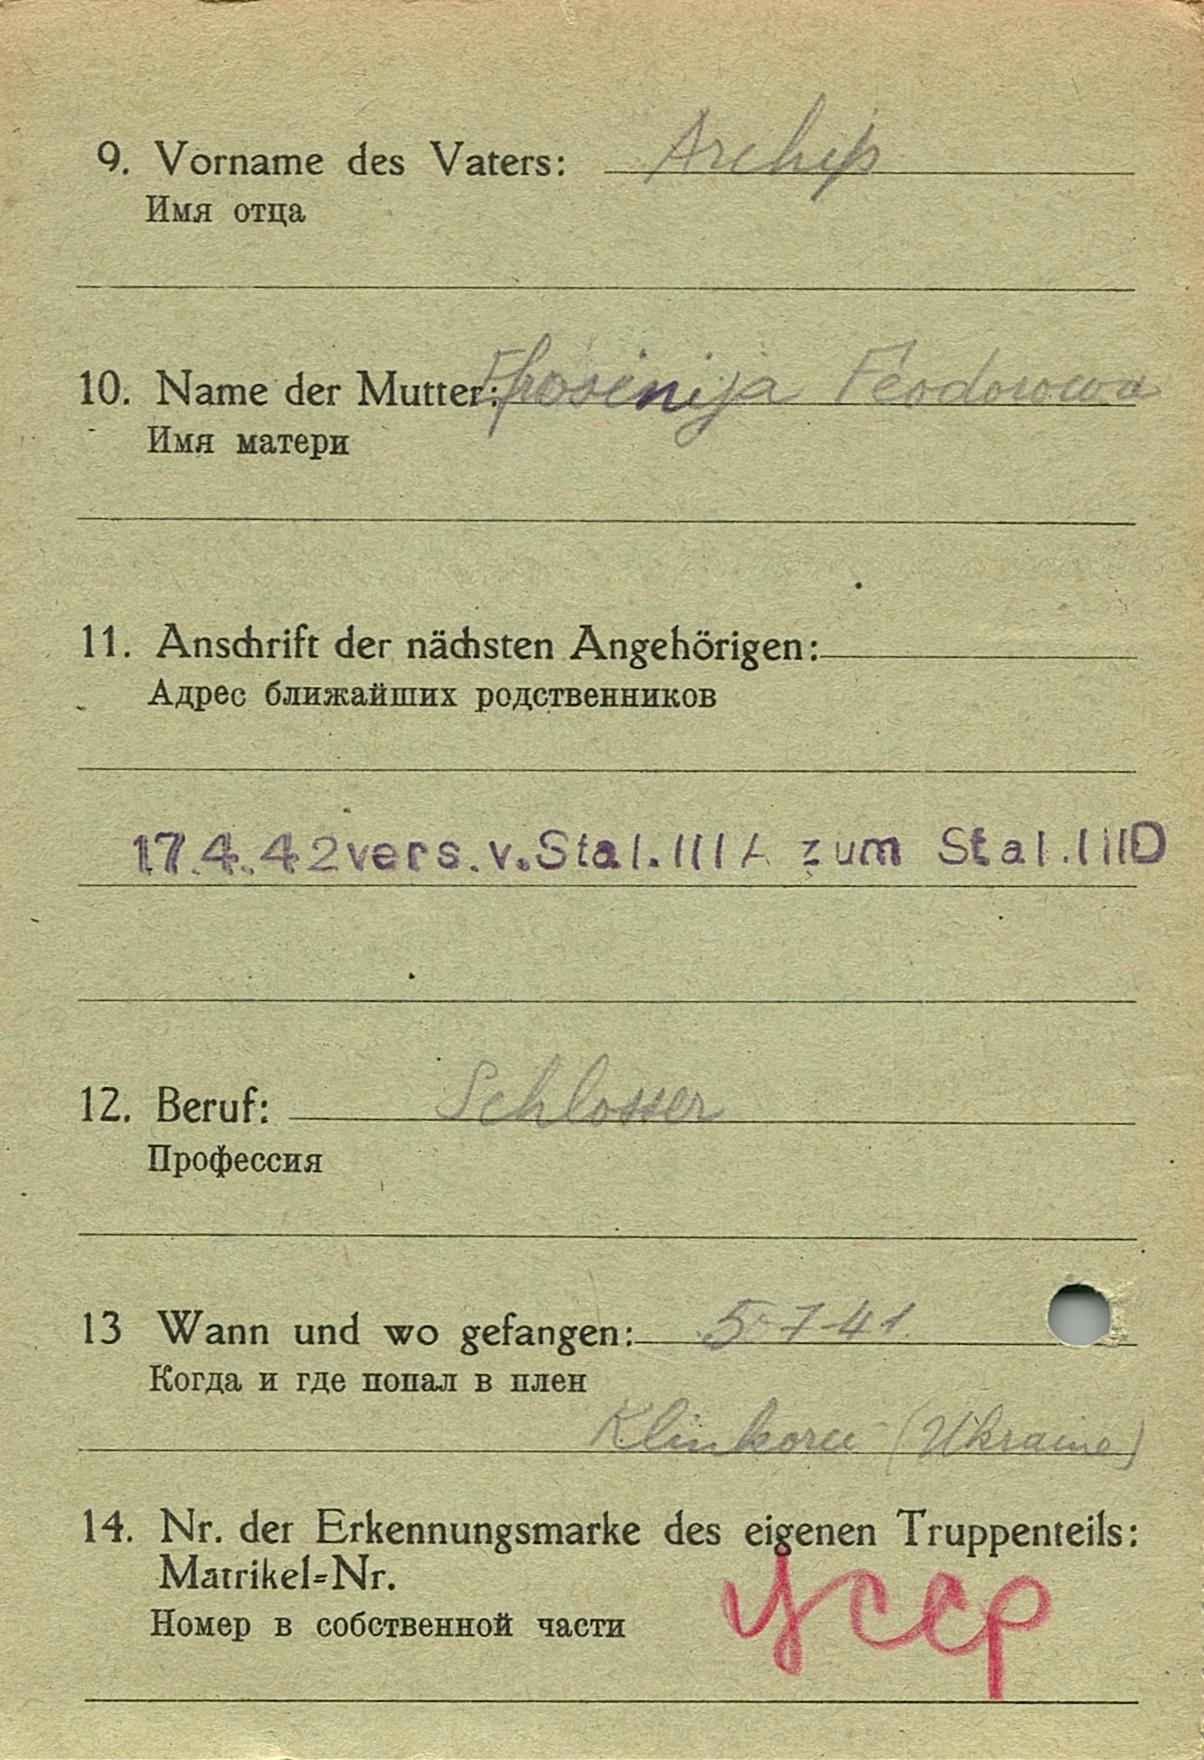 9. Vorname des Vaters: Archip
Имя отца
10. Name der Mutter: Efrosinija Feodorowa
Имя матери
11. Anschrift der nächsten Angehörigen:
Адрес ближайших родственников
17.4.42 vers. v. Stal. III A zum Stal. III D
12. Beruf: Schlosser
Профессия
13 Wann und wo gefangen: 5-7-41
Когда и где попал в плен
(Ukraine)
14. Nr. der Erkennungsmarke des eigenen Truppenteils:
Matrikel=Nr.
Номер в собственной части
УССР